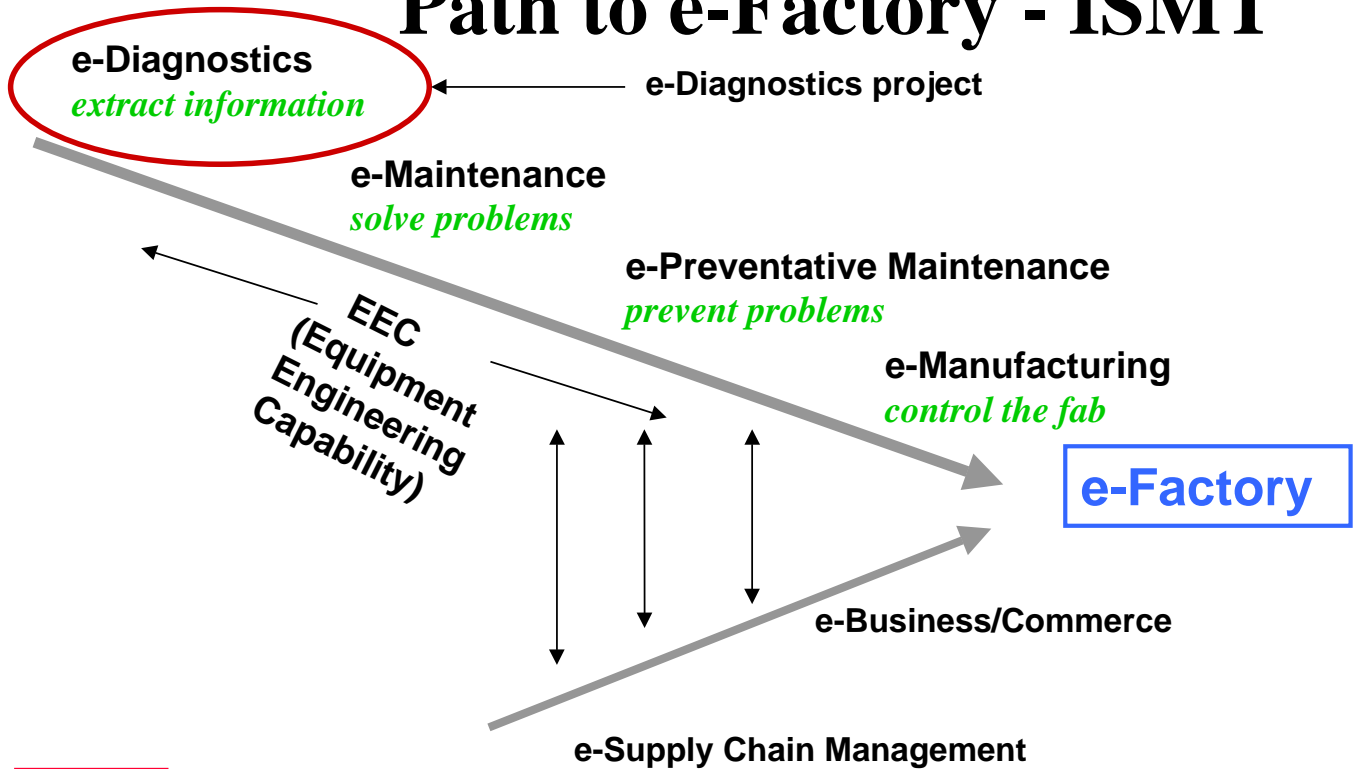 Path to e-Factory - ISMT
e-Diagnostics
extract information
e-Diagnostics project
e-Maintenance
solve problems
e-Preventative Maintenance
prevent problems
EEC
(Equipment
Engineering
Capability)
e-Manufacturing
control the fab
e-Factory
e-Business/Commerce
e-Supply Chain Management